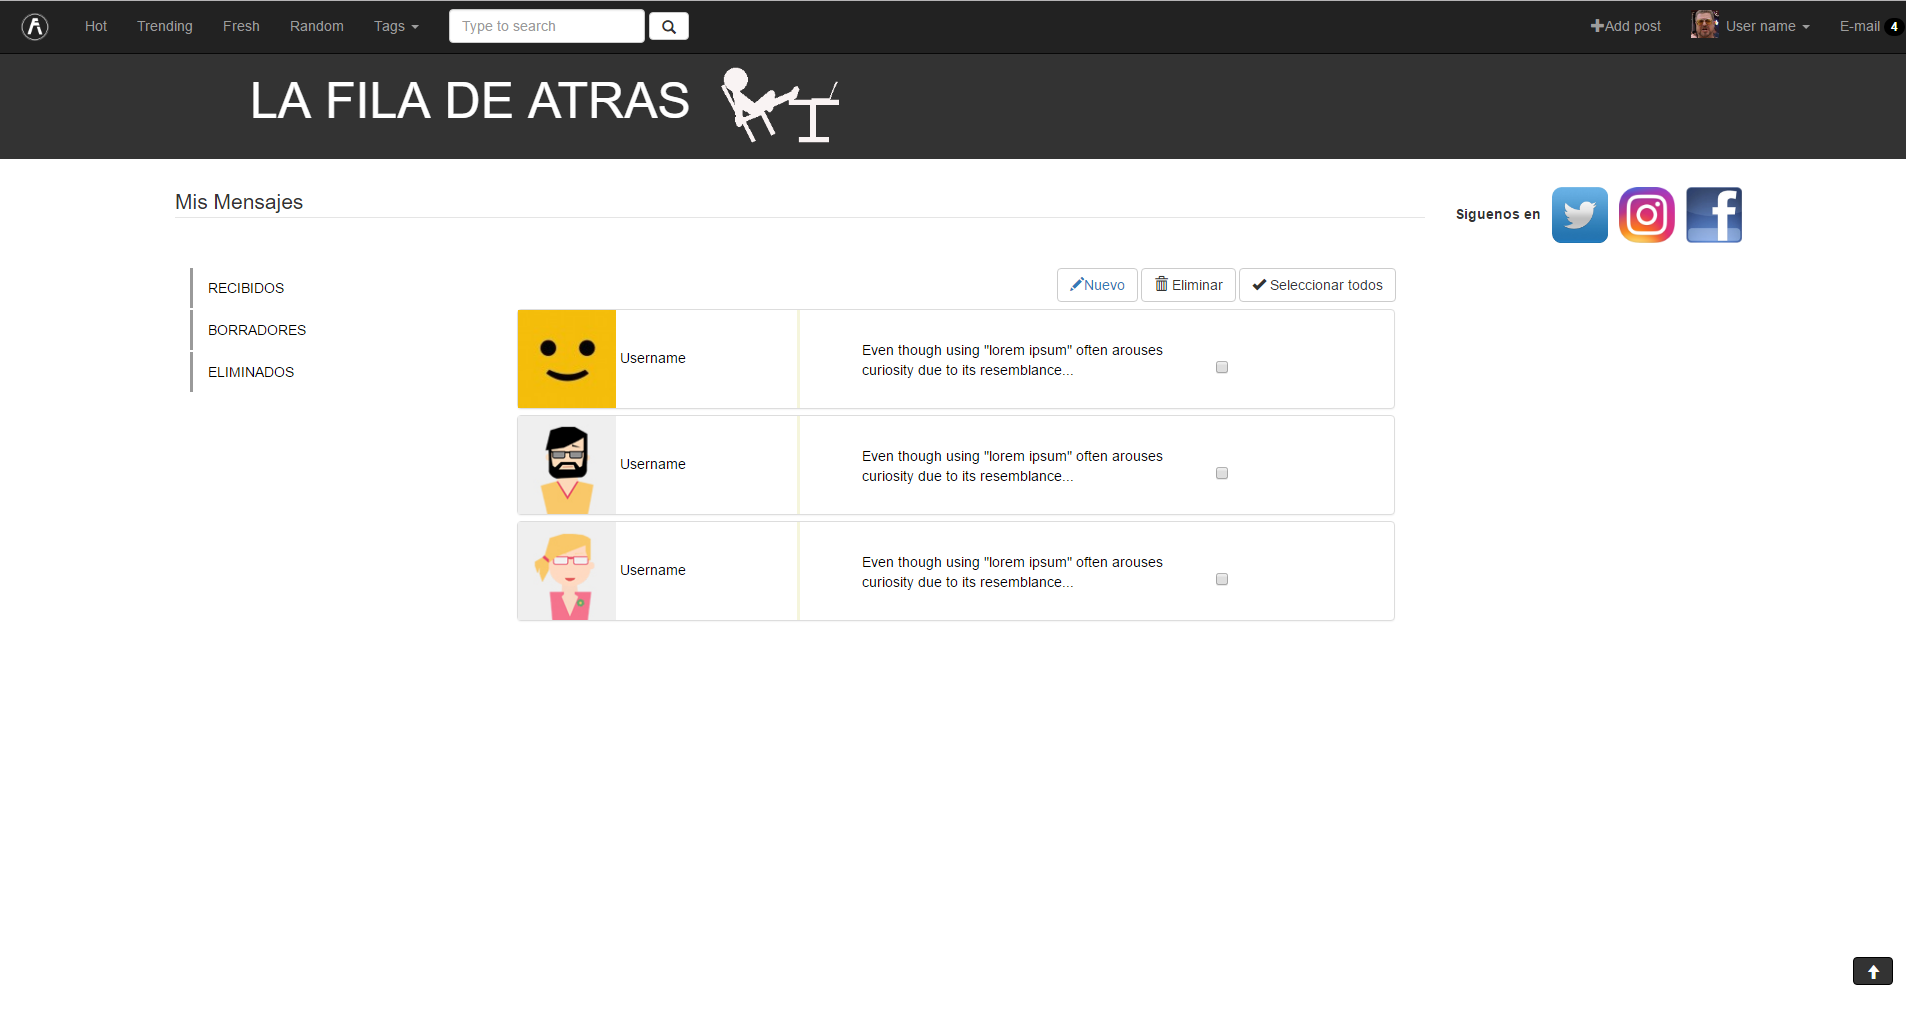 Hot Trending Fresh Random Tags Type to search Add post User name E-mail 4
LA FILA DE ATRAS
Mis Mensajes
Siguenos en
RECIBIDOS
BORRADORES
ELIMINADOS
Nuevo Eliminar Seleccionar todos
Username
Even though using "lorem ipsum" often arouses
curiosity due to its resemblance...
Username
Even though using "lorem ipsum" often arouses
curiosity due to its resemblance...
Username
Even though using "lorem ipsum" often arouses
curiosity due to its resemblance...